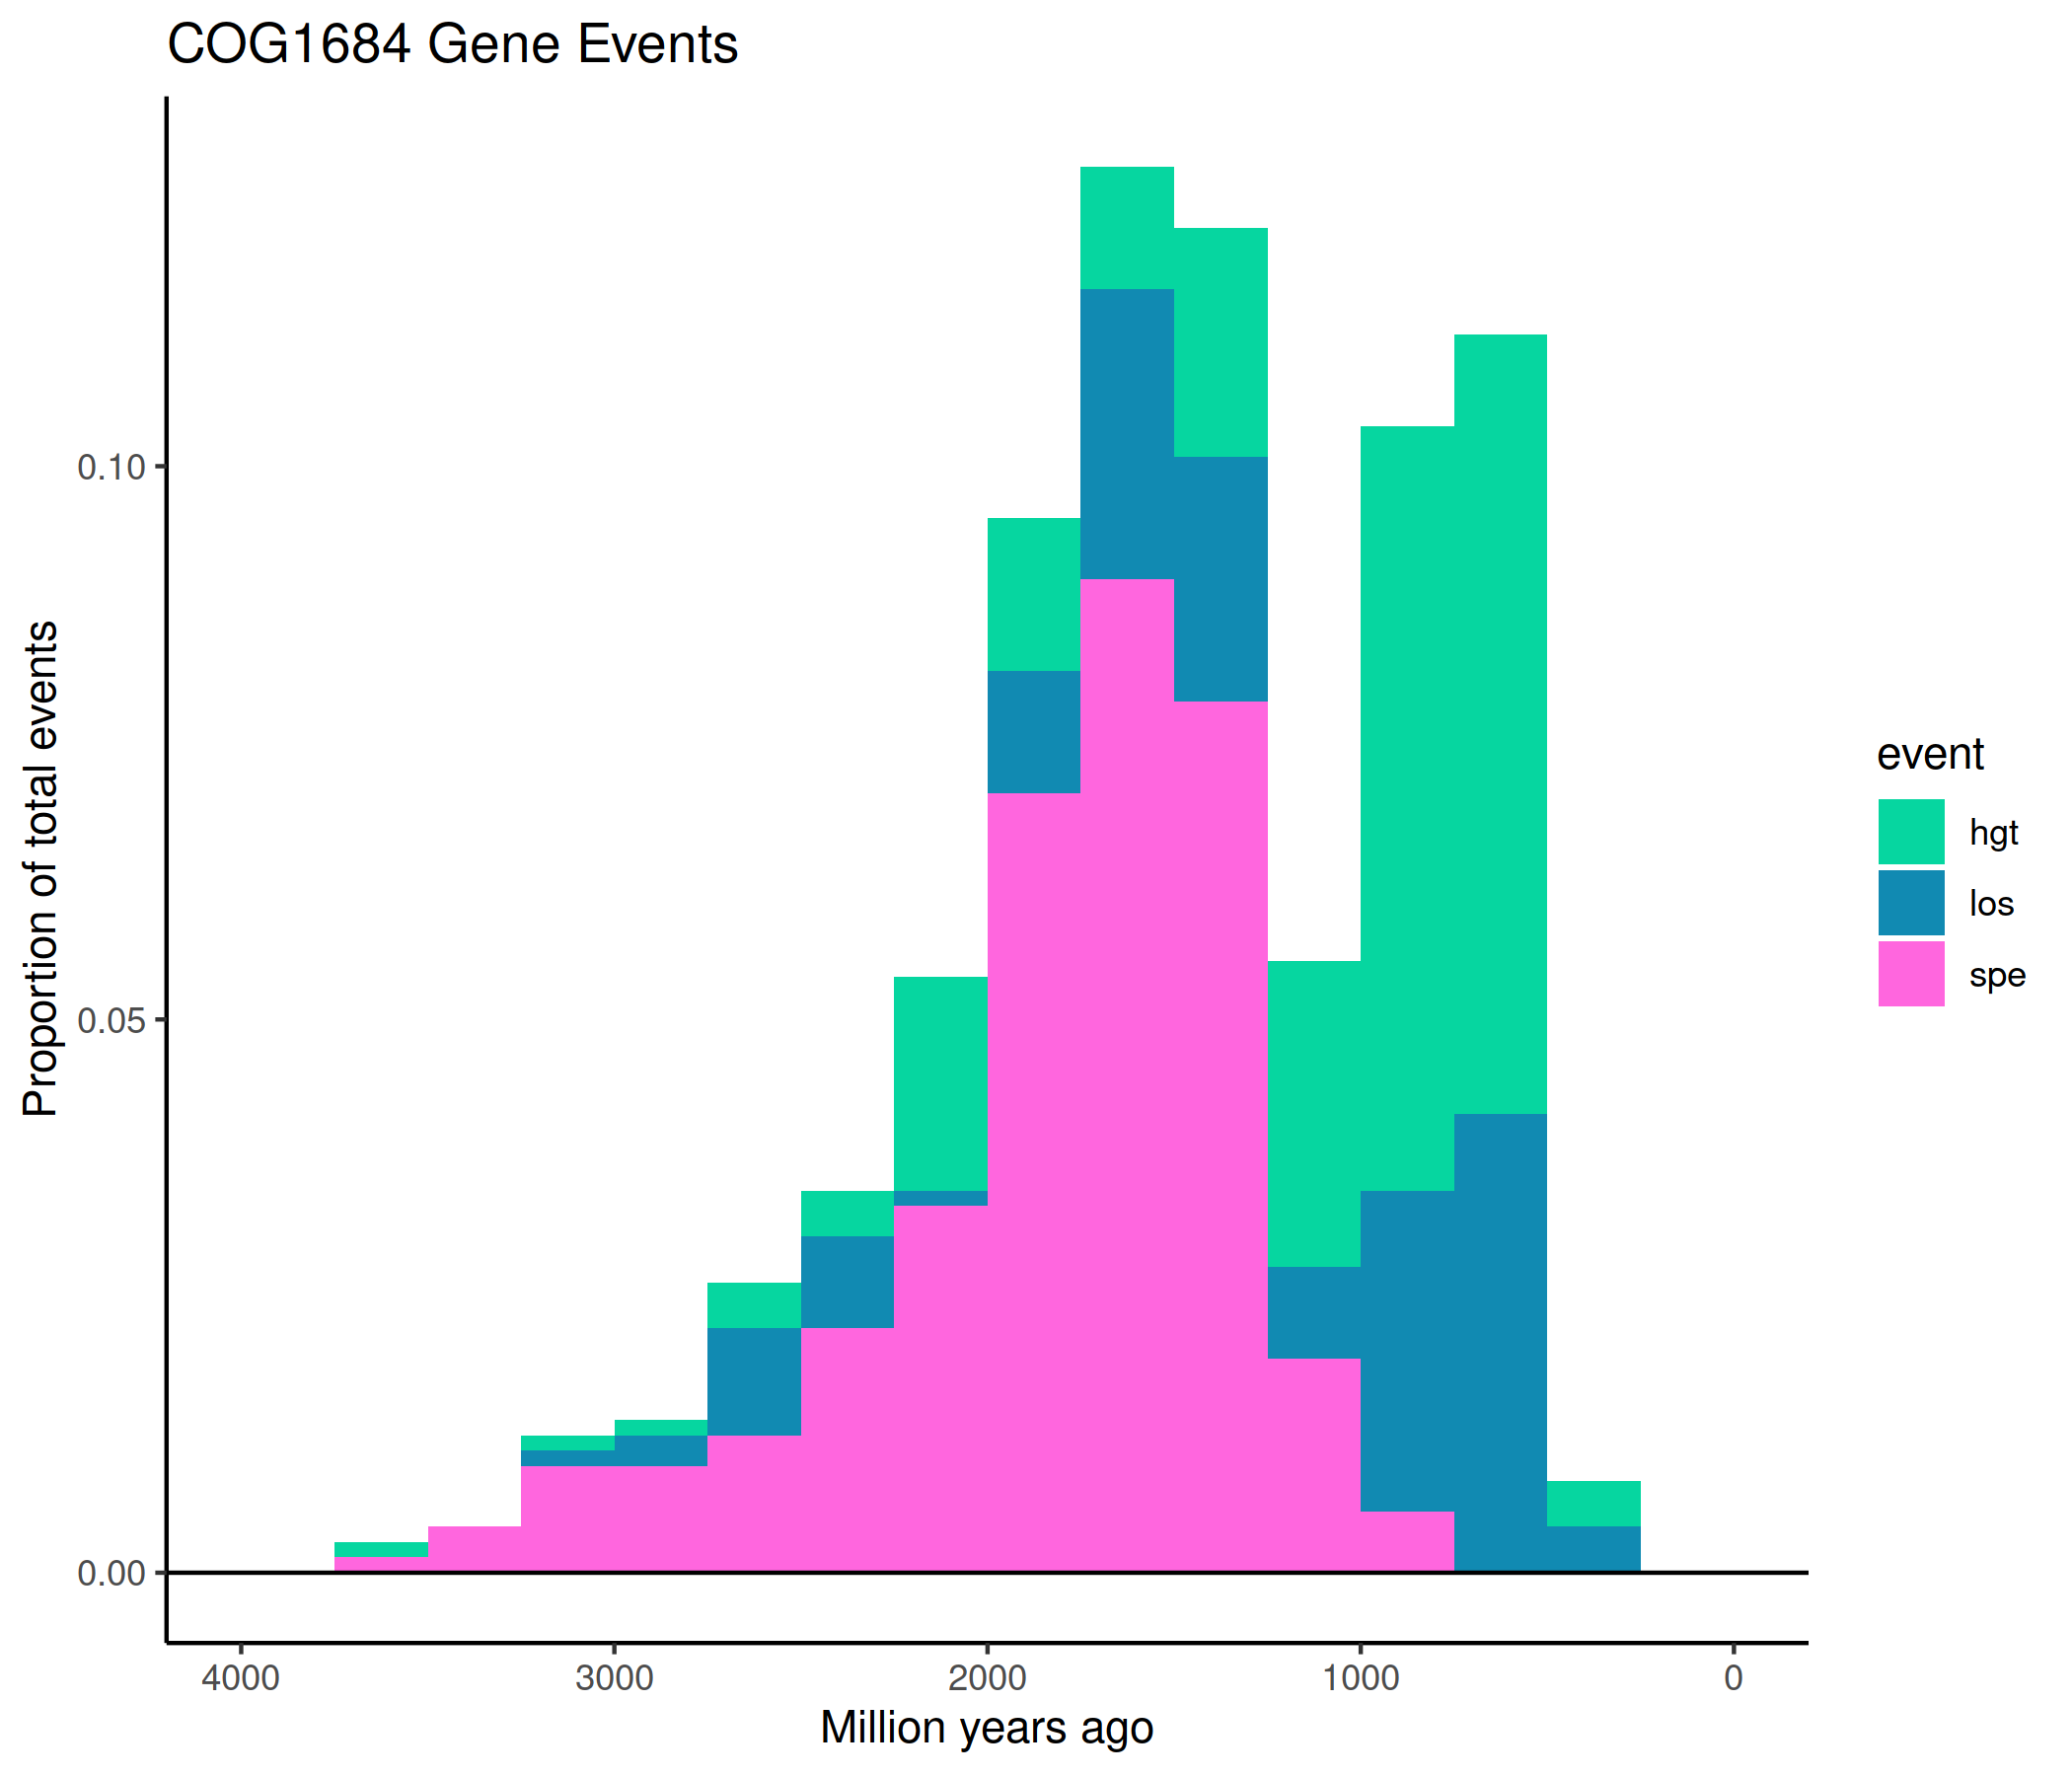 COG1684 Gene Events
Proportion of total events
0.10
0.05
0.00
4000 3000 2000 1000 0
Million years ago
event
hgt
los
spe